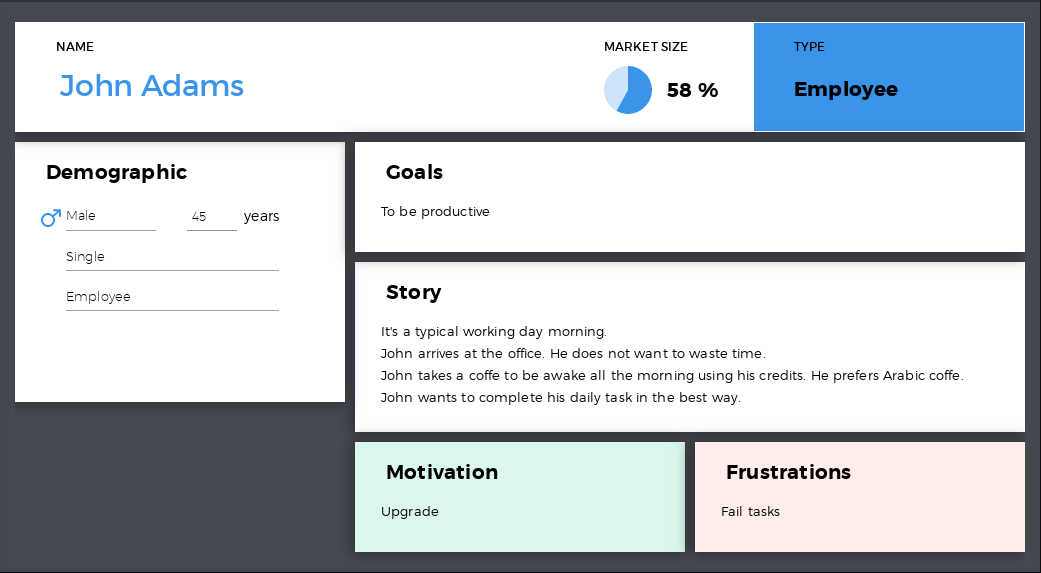 NAME
John Adams
MARKET SIZE
58 %
TYPE
Employee
Demographic
Male 45 years
Single
Employee
Goals
To be productive
Story
It's a typical working day morning.
John arrives at the office. He does not want to waste time.
John takes a coffe to be awake all the morning using his credits. He prefers Arabic coffe.
John wants to complete his daily task in the best way.
Motivation
Upgrade
Frustrations
Fail tasks